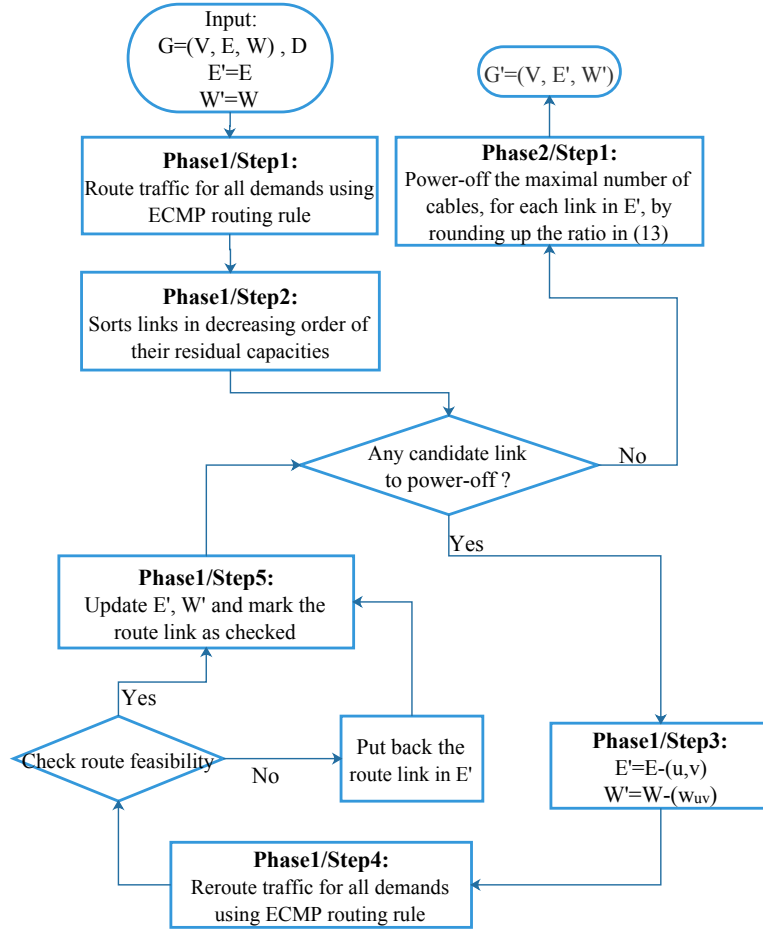 Input:
G=(V, E, W) , D
E'=E
W'=W
G'=(V, E', W')
Phase1/Step1:
Route traffic for all demands using
ECMP routing rule
Phase2/Step1:
Power-off the maximal number of
cables, for each link in E', by
rounding up the ratio in (13)
Phase1/Step2:
Sorts links in decreasing order of
their residual capacities
Any candidate link
to power-off ?
No
Yes
Phase1/Step5:
Update E', W' and mark the
route link as checked
Yes
Check route feasibility
No
Put back the
route link in E'
Phase1/Step3:
E'=E-(u,v)
W'=W-(wuv)
Phase1/Step4:
Reroute traffic for all demands
using ECMP routing rule